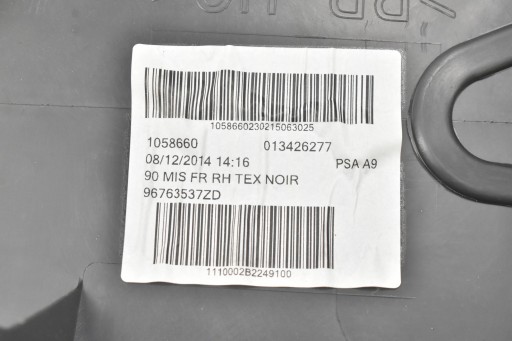 1058660230215063025
1058660 013426277
08/12/2014 14:16 PSA A9
90 MIS FR RH TEX NOIR
96763537ZD
1110002B2249100